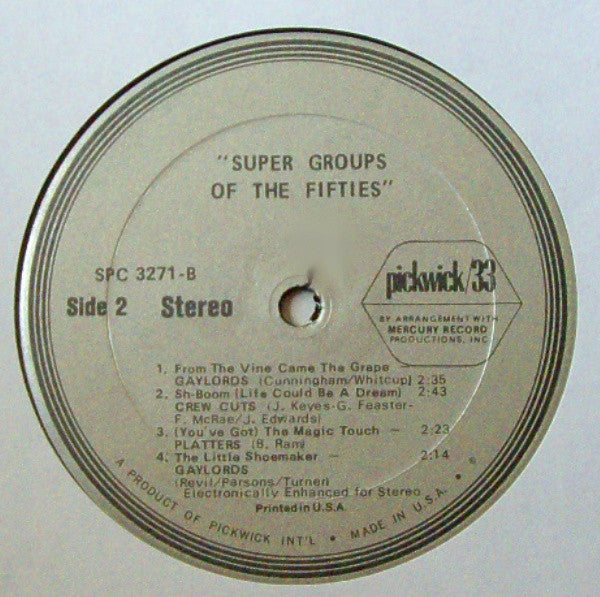 "SUPER GROUPS
OF THE FIFTIES"
SPC 3271-B
Side 2 Stereo
pickwick/33
BY ARRANGEMENT WITH
MERCURY RECORD
PRODUCTIONS, INC.
1. From The Vine Came The Grape
GAYLORDS (Cunningham/Whitcup) 2:35
2. Sh-Boom (Life Could Be A Dream) 2:43
CREW CUTS (J. Keyes-G. Feaster-
F. McRae/J. Edwards)
3. (You've Got) The Magic Touch – 2:23
PLATTERS (B. Ram)
4. The Little Shoemaker – 2:14
GAYLORDS
(Revil/Parsons/Turner)
Electronically Enhanced for Stereo
Printed in U.S.A.
A PRODUCT OF PICKWICK INT'L • MADE IN U.S.A. • ®